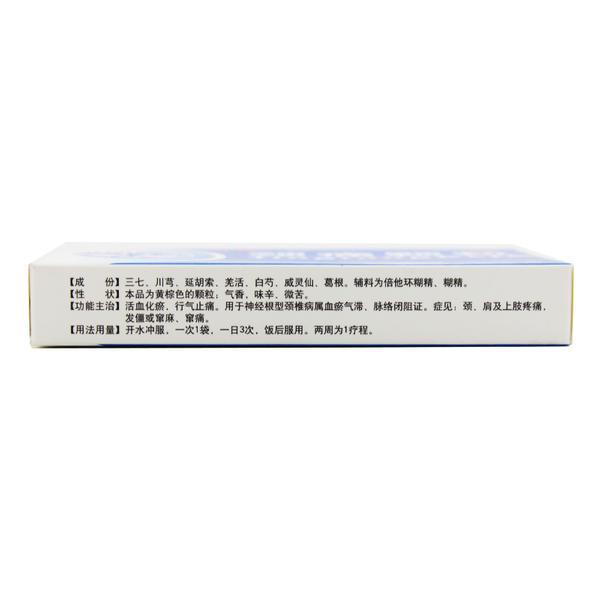 【成　份】三七、川芎、延胡索、羌活、白芍、威灵仙、葛根。辅料为倍他环糊精、糊精。
【性　状】本品为黄棕色的颗粒；气香，味辛、微苦。
【功能主治】活血化瘀，行气止痛。用于神经根型颈椎病属血瘀气滞、脉络闭阻证。症见：颈、肩及上肢疼痛，
发僵或窜麻、窜痛。
【用法用量】开水冲服，一次1袋，一日3次，饭后服用。两周为1疗程。